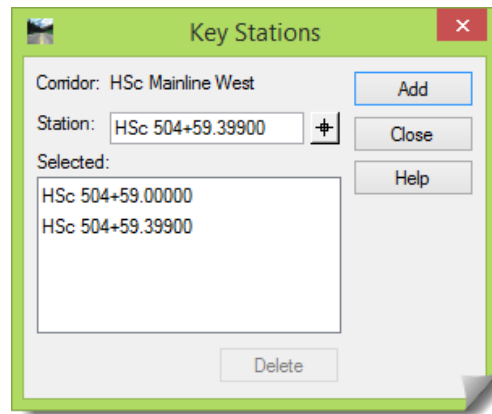 Key Stations
Corridor: HSc Mainline West
Add
Station: HSc 504+59.39900
Close
Selected:
Help
HSc 504+59.00000
HSc 504+59.39900
Delete